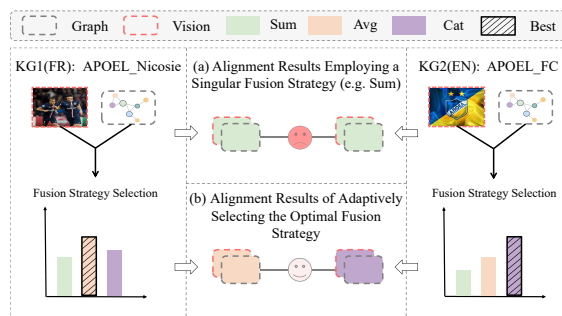 Graph Vision Sum Avg Cat Best
KG1(FR): APOEL_Nicosie
(a) Alignment Results Employing a
Singular Fusion Strategy (e.g. Sum)
KG2(EN): APOEL_FC
Fusion Strategy Selection
(b) Alignment Results of Adaptively
Selecting the Optimal Fusion
Strategy
Fusion Strategy Selection